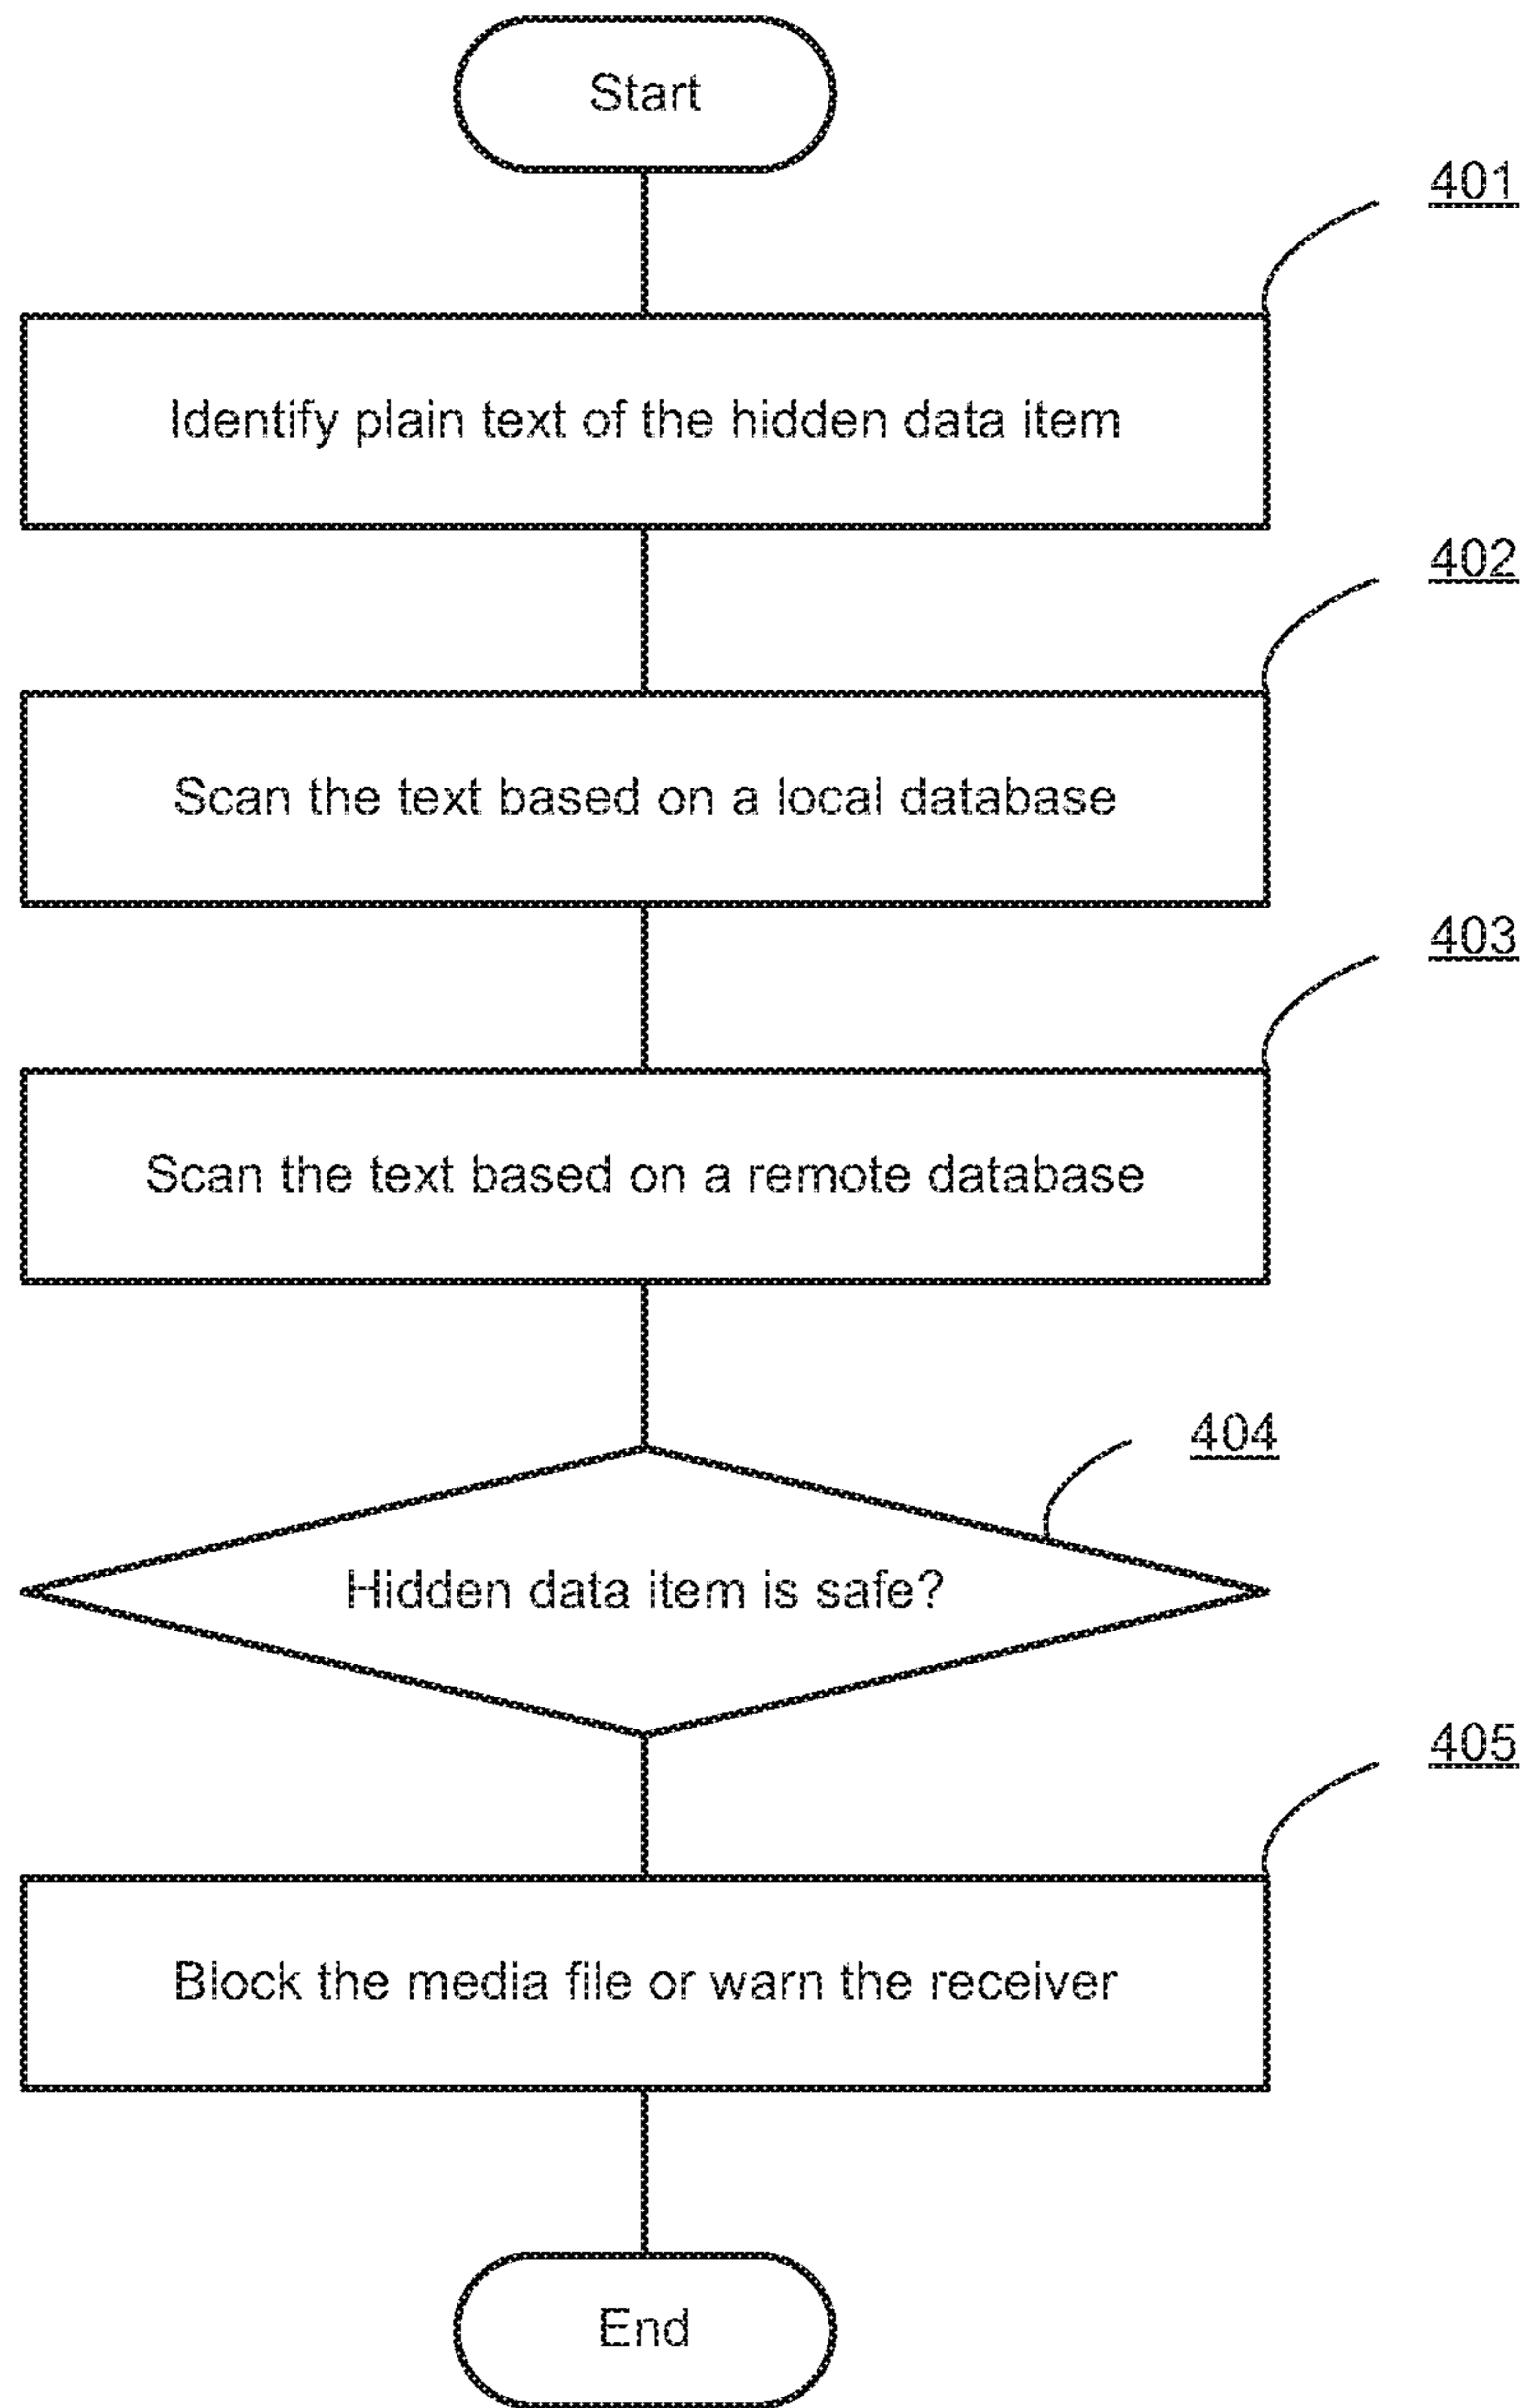 Start
401
Identify plain text of the hidden data item
402
Scan the text based on a local database
403
Scan the text based on a remote database
404
Hidden data item is safe?
405
Block the media file or warn the receiver
End